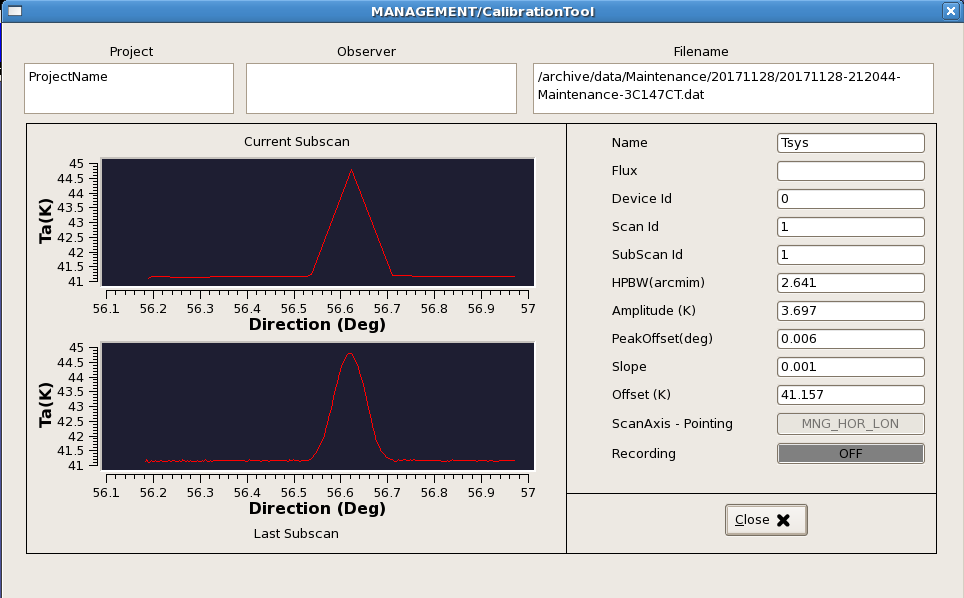 MANAGEMENT/CalibrationTool
Project
Observer
Filename
ProjectName
/archive/data/Maintenance/20171128/20171128-212044-
Maintenance-3C147CT.dat
Current Subscan
Ta(K)
45
44.5
44
43.5
43
42.5
42
41.5
41
56.1 56.2 56.3 56.4 56.5 56.6 56.7 56.8 56.9 57
Direction (Deg)
Ta(K)
45
44.5
44
43.5
43
42.5
42
41.5
41
56.1 56.2 56.3 56.4 56.5 56.6 56.7 56.8 56.9 57
Direction (Deg)
Last Subscan
Name Tsys
Flux
Device Id 0
Scan Id 1
SubScan Id 1
HPBW(arcmim) 2.641
Amplitude (K) 3.697
PeakOffset(deg) 0.006
Slope 0.001
Offset (K) 41.157
ScanAxis - Pointing MNG_HOR_LON
Recording OFF
Close